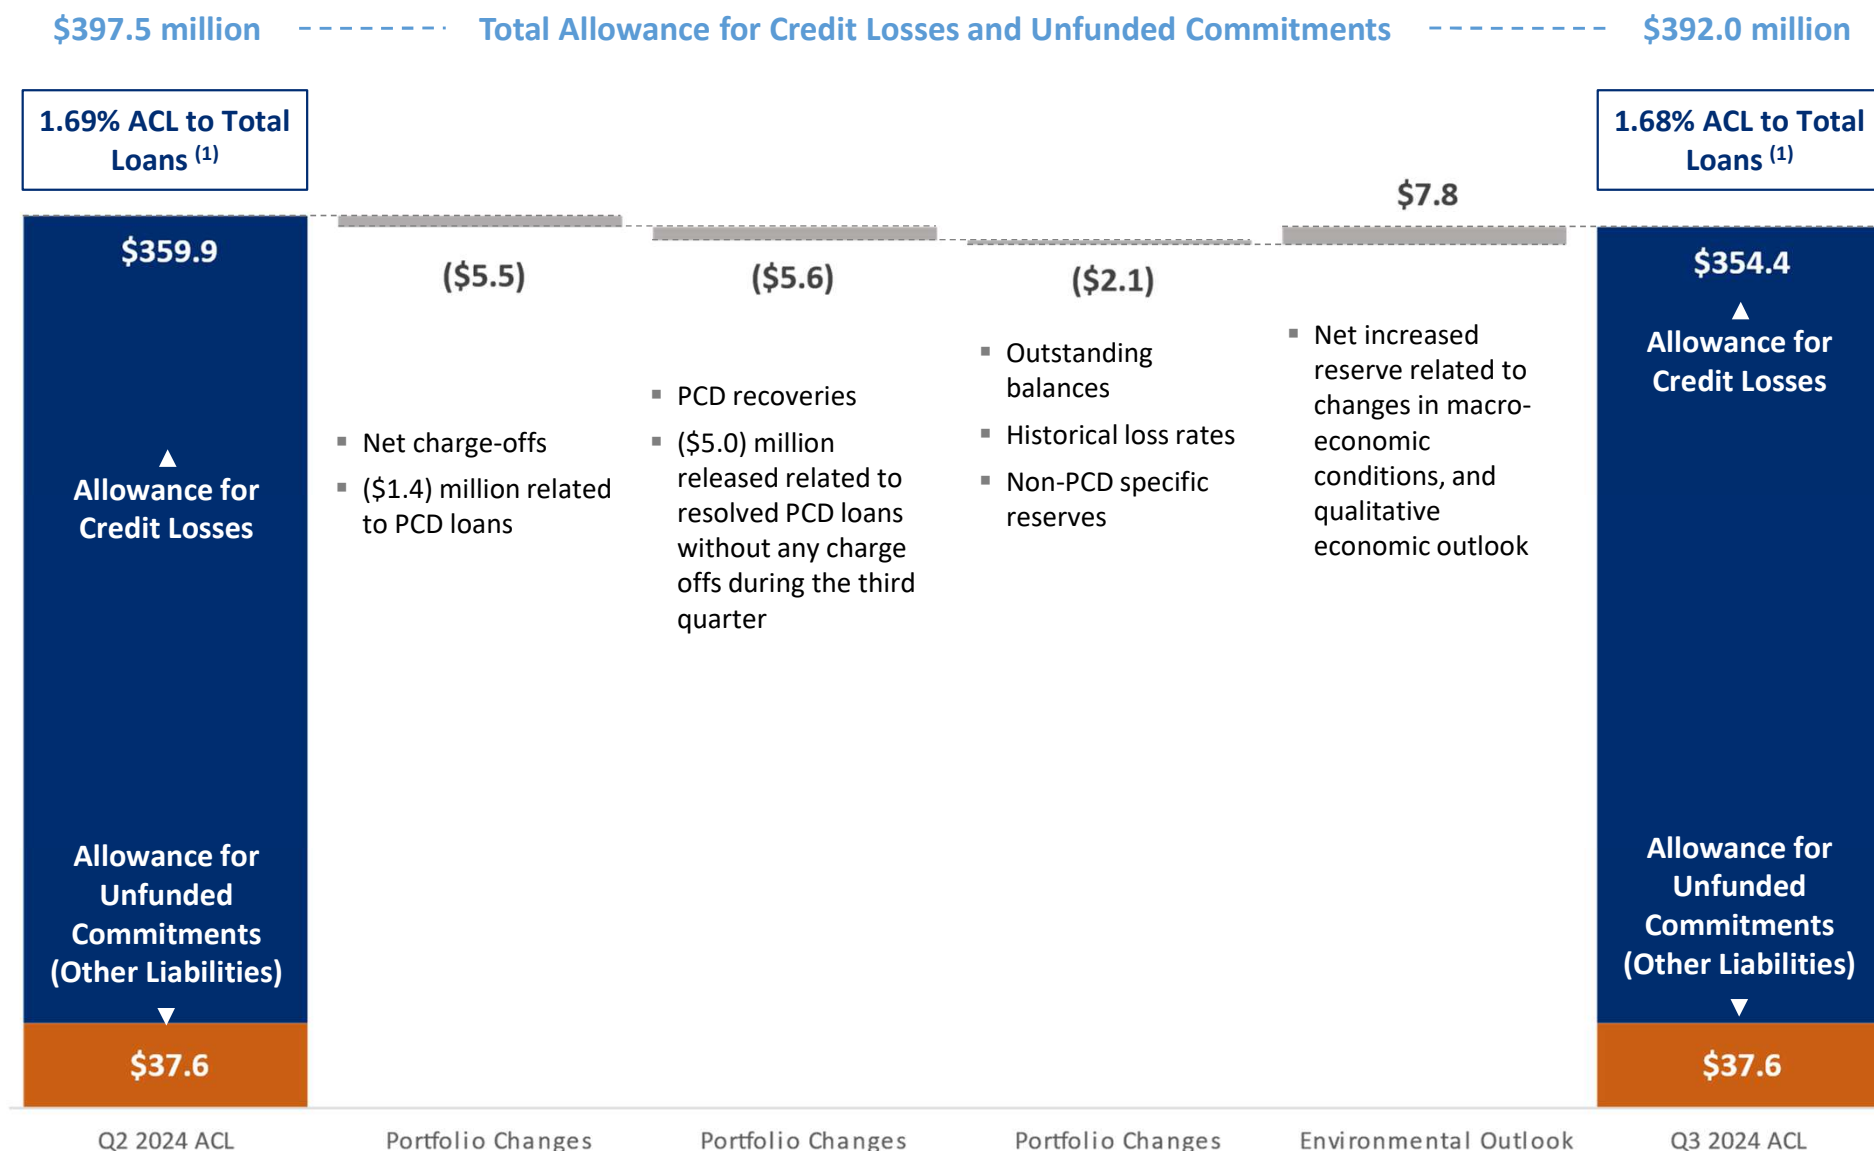 $397.5 million
Total Allowance for Credit Losses and Unfunded Commitments
$392.0 million
1.69% ACL to Total
Loans (1)
1.68% ACL to Total
Loans (1)
$359.9
▲
Allowance for
Credit Losses
Allowance for
Unfunded
Commitments
(Other Liabilities)
▼
$37.6
($5.5)
▪ Net charge-offs
▪ ($1.4) million related
to PCD loans
($5.6)
▪ PCD recoveries
▪ ($5.0) million
released related to
resolved PCD loans
without any charge
offs during the third
quarter
($2.1)
▪ Outstanding
balances
▪ Historical loss rates
▪ Non-PCD specific
reserves
$7.8
▪ Net increased
reserve related to
changes in macro-
economic
conditions, and
qualitative
economic outlook
$354.4
▲
Allowance for
Credit Losses
Allowance for
Unfunded
Commitments
(Other Liabilities)
▼
$37.6
Q2 2024 ACL
Portfolio Changes
Portfolio Changes
Portfolio Changes
Environmental Outlook
Q3 2024 ACL